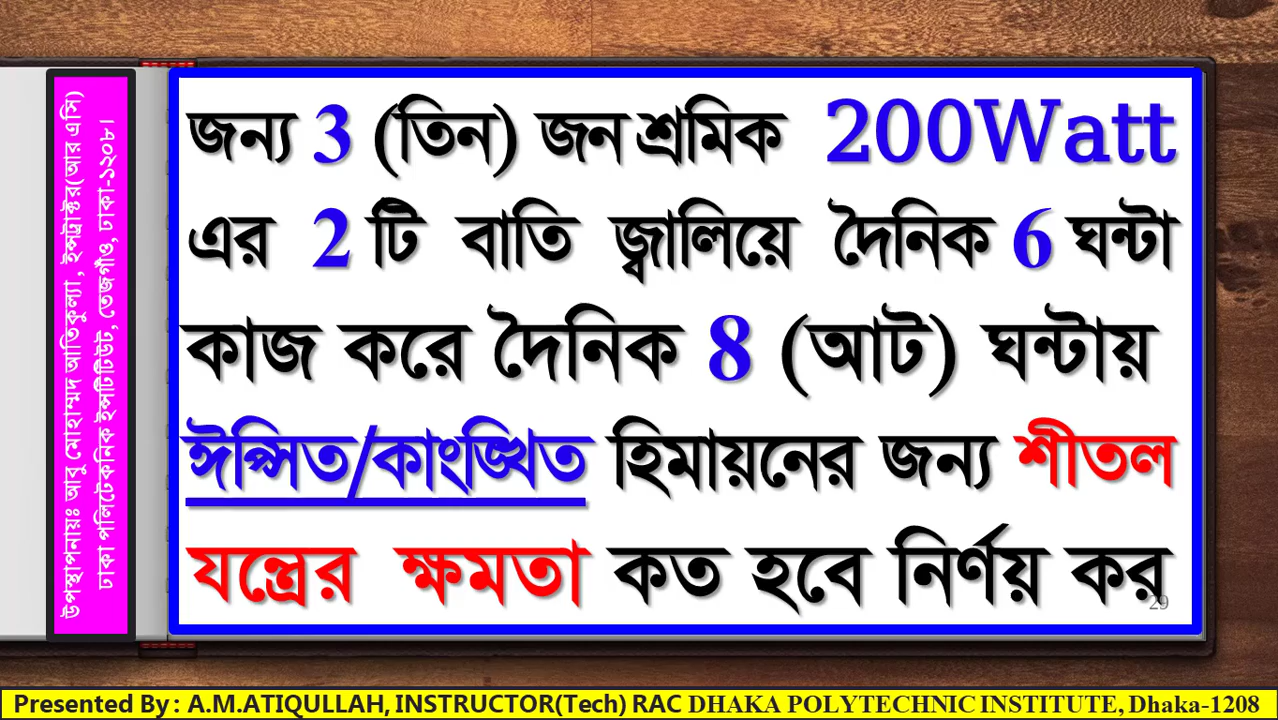 জন্য 3 (তিন) জন শ্রমিক 200Watt
এর 2 টি বাতি জ্বালিয়ে দৈনিক 6 ঘন্টা
কাজ করে দৈনিক 8 (আট) ঘন্টায়
ঈপ্সিত/কাংঙ্খিত হিমায়নের জন্য শীতল
যন্ত্রের ক্ষমতা কত হবে নির্ণয় কর
29
উপস্থাপনায়ঃ আবু মোহাম্মদ আতিকুল্যা, ইন্সট্রাক্টর(আর এসি)
ঢাকা পলিটেকনিক ইন্সটিটিউট, তেজগাঁও, ঢাকা-১২০৮।
Presented By : A.M.ATIQULLAH, INSTRUCTOR(Tech) RAC DHAKA POLYTECHNIC INSTITUTE, Dhaka-1208